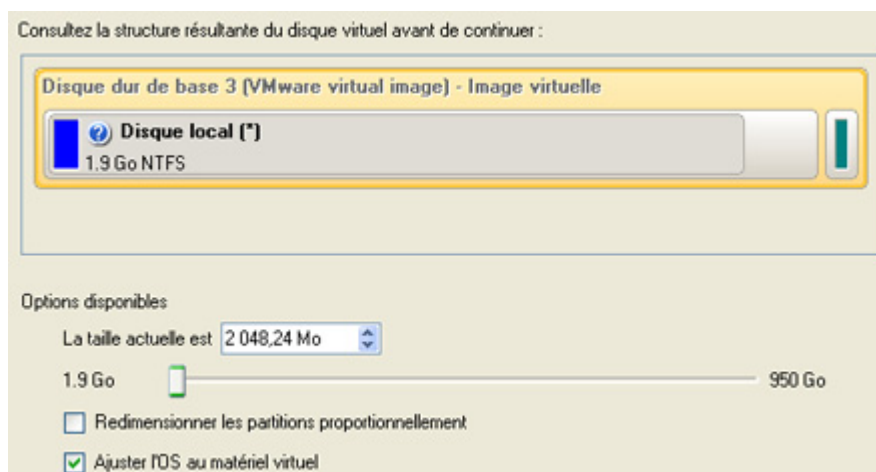 Consultez la structure résultante du disque virtuel avant de continuer :
Disque dur de base 3 (VMware virtual image) - Image virtuelle
Disque local (*)
1.9 Go NTFS
Options disponibles
La taille actuelle est 2 048,24 Mo
1.9 Go 950 Go
Redimensionner les partitions proportionnellement
Ajuster l'OS au matériel virtuel